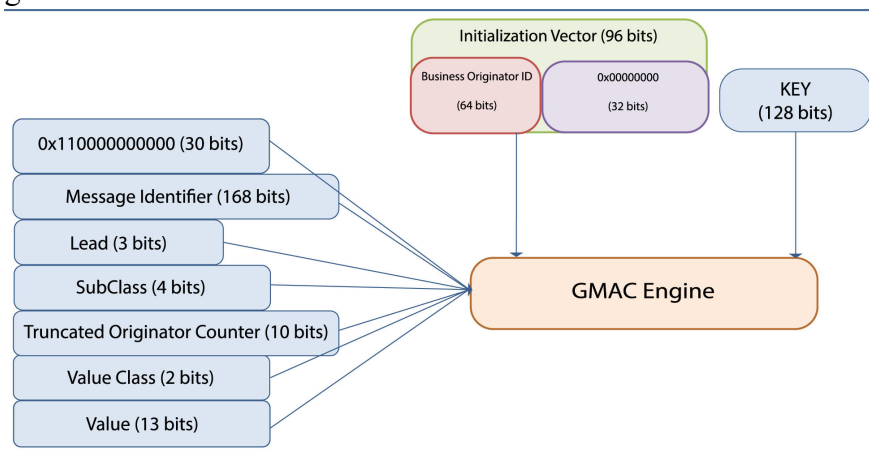 Initialization Vector (96 bits)
Business Originator ID
(64 bits)
0x00000000
(32 bits)
KEY
(128 bits)
0x110000000000 (30 bits)
Message Identifier (168 bits)
Lead (3 bits)
SubClass (4 bits)
Truncated Originator Counter (10 bits)
Value Class (2 bits)
Value (13 bits)
GMAC Engine